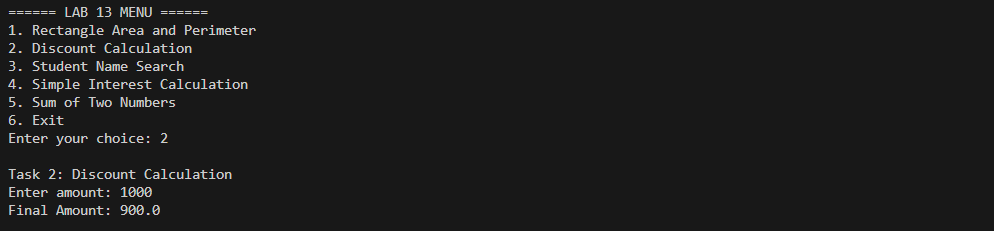 ====== LAB 13 MENU ======
1. Rectangle Area and Perimeter
2. Discount Calculation
3. Student Name Search
4. Simple Interest Calculation
5. Sum of Two Numbers
6. Exit
Enter your choice: 2

Task 2: Discount Calculation
Enter amount: 1000
Final Amount: 900.0